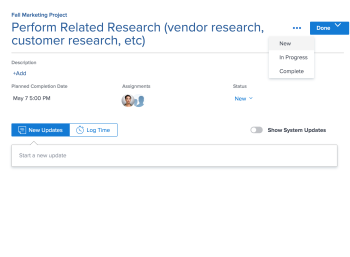 Fall Marketing Project
Perform Related Research (vendor research,
customer research, etc)
Done
New
In Progress
Complete
Description
+Add
Planned Completion Date
Assignments
Status
May 7 5:00 PM
New
New Updates
Log Time
Show System Updates
Start a new update